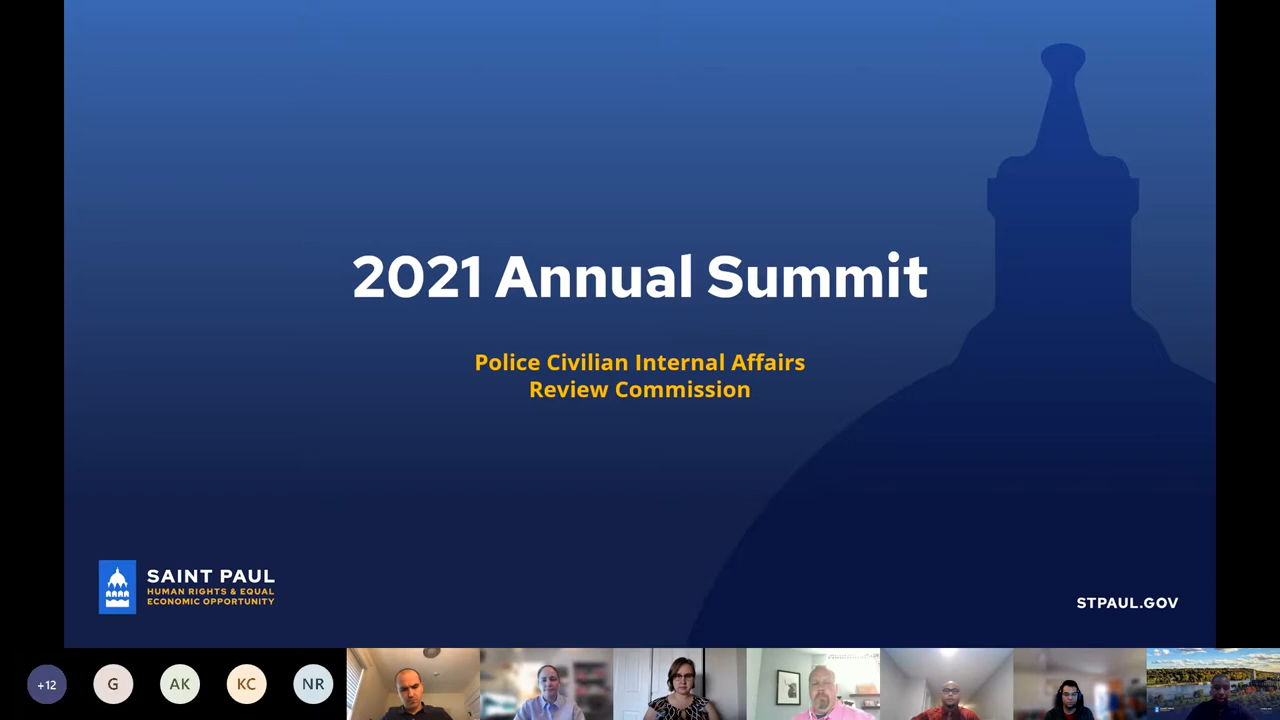 2021 Annual Summit
Police Civilian Internal Affairs
Review Commission
SAINT PAUL
HUMAN RIGHTS & EQUAL
ECONOMIC OPPORTUNITY
STPAUL.GOV
+12
G
AK
KC
NR